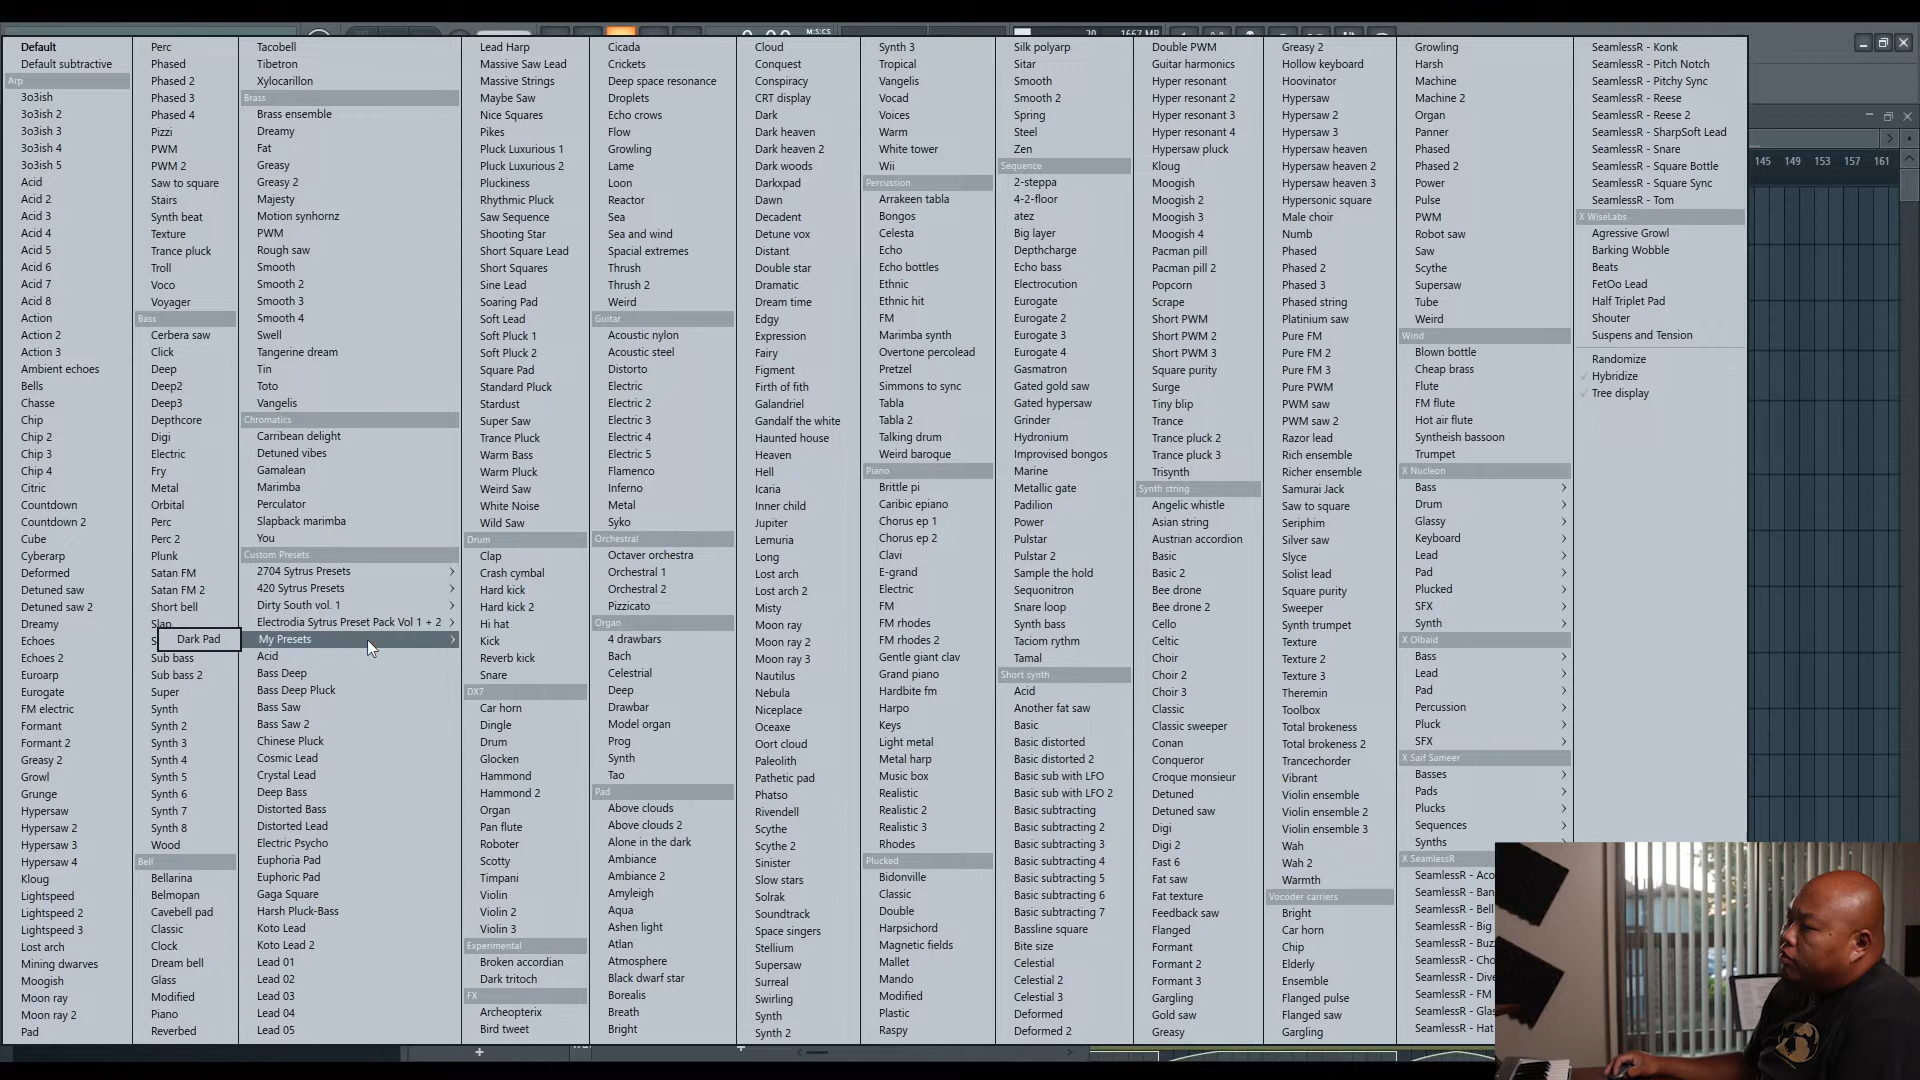 M:S:CS
20
1667 MB
145 149 153 157 161
Default
Default subtractive
Arp
3o3ish
3o3ish 2
3o3ish 3
3o3ish 4
3o3ish 5
Acid
Acid 2
Acid 3
Acid 4
Acid 5
Acid 6
Acid 7
Acid 8
Action
Action 2
Action 3
Ambient echoes
Bells
Chasse
Chip
Chip 2
Chip 3
Chip 4
Citric
Countdown
Countdown 2
Cube
Cyberarp
Deformed
Detuned saw
Detuned saw 2
Dreamy
Echoes
Echoes 2
Euroarp
Eurogate
FM electric
Formant
Formant 2
Greasy 2
Growl
Grunge
Hypersaw
Hypersaw 2
Hypersaw 3
Hypersaw 4
Kloug
Lightspeed
Lightspeed 2
Lightspeed 3
Lost arch
Mining dwarves
Moogish
Moon ray
Moon ray 2
Pad
Perc
Phased
Phased 2
Phased 3
Phased 4
Pizzi
PWM
PWM 2
Saw to square
Stairs
Synth beat
Texture
Trance pluck
Troll
Voco
Voyager
Bass
Cerbera saw
Click
Deep
Deep2
Deep3
Depthcore
Digi
Electric
Fry
Metal
Orbital
Perc
Perc 2
Plunk
Satan FM
Satan FM 2
Short bell
Slap
Dark Pad
Sub bass
Sub bass 2
Super
Synth
Synth 2
Synth 3
Synth 4
Synth 5
Synth 6
Synth 7
Synth 8
Wood
Bell
Bellarina
Belmopan
Cavebell pad
Classic
Clock
Dream bell
Glass
Modified
Piano
Reverbed
Tacobell
Tibetron
Xylocarillon
Brass
Brass ensemble
Dreamy
Fat
Greasy
Greasy 2
Majesty
Motion synhornz
PWM
Rough saw
Smooth
Smooth 2
Smooth 3
Smooth 4
Swell
Tangerine dream
Tin
Toto
Vangelis
Chromatics
Carribean delight
Detuned vibes
Gamalean
Marimba
Perculator
Slapback marimba
You
Custom Presets
2704 Sytrus Presets
420 Sytrus Presets
Dirty South vol. 1
Electrodia Sytrus Preset Pack Vol 1 + 2
My Presets
Acid
Bass Deep
Bass Deep Pluck
Bass Saw
Bass Saw 2
Chinese Pluck
Cosmic Lead
Crystal Lead
Deep Bass
Distorted Bass
Distorted Lead
Electric Psycho
Euphoria Pad
Euphoric Pad
Gaga Square
Harsh Pluck-Bass
Koto Lead
Koto Lead 2
Lead 01
Lead 02
Lead 03
Lead 04
Lead 05
Lead Harp
Massive Saw Lead
Massive Strings
Maybe Saw
Nice Squares
Pikes
Pluck Luxurious 1
Pluck Luxurious 2
Pluckiness
Rhythmic Pluck
Saw Sequence
Shooting Star
Short Square Lead
Short Squares
Sine Lead
Soaring Pad
Soft Lead
Soft Pluck 1
Soft Pluck 2
Square Pad
Standard Pluck
Stardust
Super Saw
Trance Pluck
Warm Bass
Warm Pluck
Weird Saw
White Noise
Wild Saw
Drum
Clap
Crash cymbal
Hard kick
Hard kick 2
Hi hat
Kick
Reverb kick
Snare
DX7
Car horn
Dingle
Drum
Glocken
Hammond
Hammond 2
Organ
Pan flute
Roboter
Scotty
Timpani
Violin
Violin 2
Violin 3
Experimental
Broken accordian
Dark tritoch
FX
Archeopterix
Bird tweet
Cicada
Crickets
Deep space resonance
Droplets
Echo crows
Flow
Growling
Lame
Loon
Reactor
Sea
Sea and wind
Spacial extremes
Thrush
Thrush 2
Weird
Guitar
Acoustic nylon
Acoustic steel
Distorto
Electric
Electric 2
Electric 3
Electric 4
Electric 5
Flamenco
Inferno
Metal
Syko
Orchestral
Octaver orchestra
Orchestral 1
Orchestral 2
Pizzicato
Organ
4 drawbars
Bach
Celestrial
Deep
Drawbar
Model organ
Prog
Synth
Tao
Pad
Above clouds
Above clouds 2
Alone in the dark
Ambiance
Ambiance 2
Amyleigh
Aqua
Ashen light
Atlan
Atmosphere
Black dwarf star
Borealis
Breath
Bright
Cloud
Conquest
Conspiracy
CRT display
Dark
Dark heaven
Dark heaven 2
Dark woods
Darkxpad
Dawn
Decadent
Detune vox
Distant
Double star
Dramatic
Dream time
Edgy
Expression
Fairy
Figment
Firth of fith
Galandriel
Gandalf the white
Haunted house
Heaven
Hell
Icaria
Inner child
Jupiter
Lemuria
Long
Lost arch
Lost arch 2
Misty
Moon ray
Moon ray 2
Moon ray 3
Nautilus
Nebula
Niceplace
Oceaxe
Oort cloud
Paleolith
Pathetic pad
Phatso
Rivendell
Scythe
Scythe 2
Sinister
Slow stars
Solrak
Soundtrack
Space singers
Stellium
Supersaw
Surreal
Swirling
Synth
Synth 2
Synth 3
Tropical
Vangelis
Vocad
Voices
Warm
White tower
Wii
Percussion
Arrakeen tabla
Bongos
Celesta
Echo
Echo bottles
Ethnic
Ethnic hit
FM
Marimba synth
Overtone percolead
Pretzel
Simmons to sync
Tabla
Tabla 2
Talking drum
Weird baroque
Piano
Brittle pi
Caribic epiano
Chorus ep 1
Chorus ep 2
Clavi
E-grand
Electric
FM
FM rhodes
FM rhodes 2
Gentle giant clav
Grand piano
Hardbite fm
Harpo
Keys
Light metal
Metal harp
Music box
Realistic
Realistic 2
Realistic 3
Rhodes
Plucked
Bidonville
Classic
Double
Harpsichord
Magnetic fields
Mallet
Mando
Modified
Plastic
Raspy
Silk polyarp
Sitar
Smooth
Smooth 2
Spring
Steel
Zen
Sequence
2-steppa
4-2-floor
atez
Big layer
Depthcharge
Echo bass
Electrocution
Eurogate
Eurogate 2
Eurogate 3
Eurogate 4
Gasmatron
Gated gold saw
Gated hypersaw
Grinder
Hydronium
Improvised bongos
Marine
Metallic gate
Padilion
Power
Pulstar
Pulstar 2
Sample the hold
Sequonitron
Snare loop
Synth bass
Taciom rythm
Tamal
Short synth
Acid
Another fat saw
Basic
Basic distorted
Basic distorted 2
Basic sub with LFO
Basic sub with LFO 2
Basic subtracting
Basic subtracting 2
Basic subtracting 3
Basic subtracting 4
Basic subtracting 5
Basic subtracting 6
Basic subtracting 7
Bassline square
Bite size
Celestial
Celestial 2
Celestial 3
Deformed
Deformed 2
Double PWM
Guitar harmonics
Hyper resonant
Hyper resonant 2
Hyper resonant 3
Hyper resonant 4
Hypersaw pluck
Kloug
Moogish
Moogish 2
Moogish 3
Moogish 4
Pacman pill
Pacman pill 2
Popcorn
Scrape
Short PWM
Short PWM 2
Short PWM 3
Square purity
Surge
Tiny blip
Trance
Trance pluck 2
Trance pluck 3
Trisynth
Synth string
Angelic whistle
Asian string
Austrian accordion
Basic
Basic 2
Bee drone
Bee drone 2
Cello
Celtic
Choir
Choir 2
Choir 3
Classic
Classic sweeper
Conan
Conqueror
Croque monsieur
Detuned
Detuned saw
Digi
Digi 2
Fast 6
Fat saw
Fat texture
Feedback saw
Flanged
Formant
Formant 2
Formant 3
Gargling
Gold saw
Greasy
Greasy 2
Hollow keyboard
Hoovinator
Hypersaw
Hypersaw 2
Hypersaw 3
Hypersaw heaven
Hypersaw heaven 2
Hypersaw heaven 3
Hypersonic square
Male choir
Numb
Phased
Phased 2
Phased 3
Phased string
Platinium saw
Pure FM
Pure FM 2
Pure FM 3
Pure PWM
PWM saw
PWM saw 2
Razor lead
Rich ensemble
Richer ensemble
Samurai Jack
Saw to square
Seriphim
Silver saw
Slyce
Solist lead
Square purity
Sweeper
Synth trumpet
Texture
Texture 2
Texture 3
Theremin
Toolbox
Total brokeness
Total brokeness 2
Trancechorder
Vibrant
Violin ensemble
Violin ensemble 2
Violin ensemble 3
Wah
Wah 2
Warmth
Vocoder carriers
Bright
Car horn
Chip
Elderly
Ensemble
Flanged pulse
Flanged saw
Gargling
Growling
Harsh
Machine
Machine 2
Organ
Panner
Phased
Phased 2
Power
Pulse
PWM
Robot saw
Saw
Scythe
Supersaw
Tube
Weird
Wind
Blown bottle
Cheap brass
Flute
FM flute
Hot air flute
Syntheish bassoon
Trumpet
X Nucleon
Bass
Drum
Glassy
Keyboard
Lead
Pad
Plucked
SFX
Synth
X Olbaid
Bass
Lead
Pad
Percussion
Pluck
SFX
X Saif Sameer
Basses
Pads
Plucks
Sequences
Synths
X SeamlessR
SeamlessR - Aco
SeamlessR - Ban
SeamlessR - Bell
SeamlessR - Big
SeamlessR - Buz
SeamlessR - Cho
SeamlessR - Dive
SeamlessR - FM
SeamlessR - Glas
SeamlessR - Hat
SeamlessR - Konk
SeamlessR - Pitch Notch
SeamlessR - Pitchy Sync
SeamlessR - Reese
SeamlessR - Reese 2
SeamlessR - SharpSoft Lead
SeamlessR - Snare
SeamlessR - Square Bottle
SeamlessR - Square Sync
SeamlessR - Tom
X WiseLabs
Agressive Growl
Barking Wobble
Beats
FetOo Lead
Half Triplet Pad
Shouter
Suspens and Tension
Randomize
Hybridize
Tree display